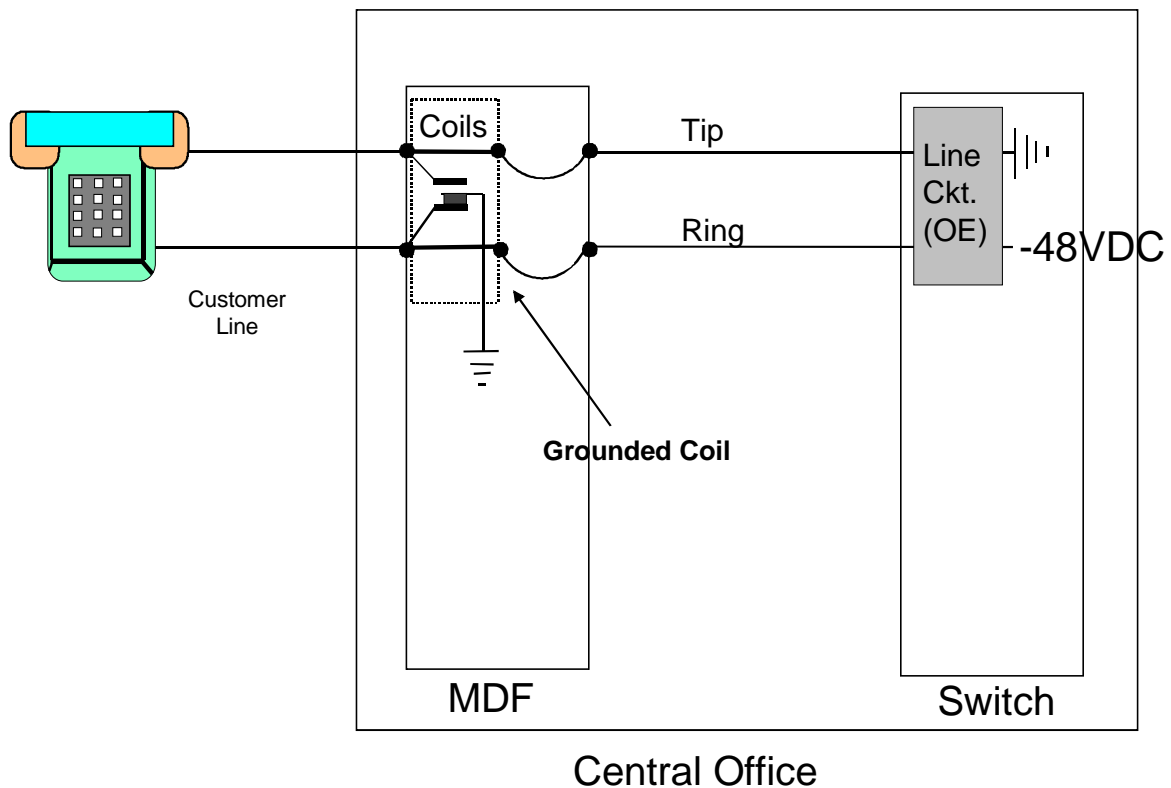 Coils
Tip
Line
Ckt.
(OE)
Ring
-48VDC
Customer
Line
Grounded Coil
MDF
Switch
Central Office